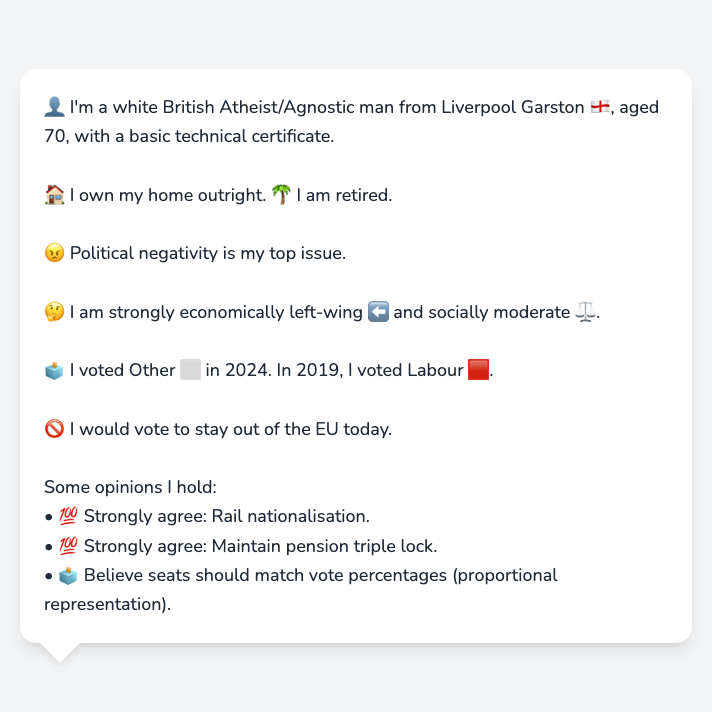 👤 I'm a white British Atheist/Agnostic man from Liverpool Garston 🏴󠁧󠁢󠁥󠁮󠁧󠁿, aged
70, with a basic technical certificate.
🏠 I own my home outright. 🌴 I am retired.
😠 Political negativity is my top issue.
🤔 I am strongly economically left-wing ⬅️ and socially moderate ⚖️.
🗳️ I voted Other ⬜ in 2024. In 2019, I voted Labour 🟥.
🚫 I would vote to stay out of the EU today.
Some opinions I hold:
• 💯 Strongly agree: Rail nationalisation.
• 💯 Strongly agree: Maintain pension triple lock.
• 🗳️ Believe seats should match vote percentages (proportional
representation).